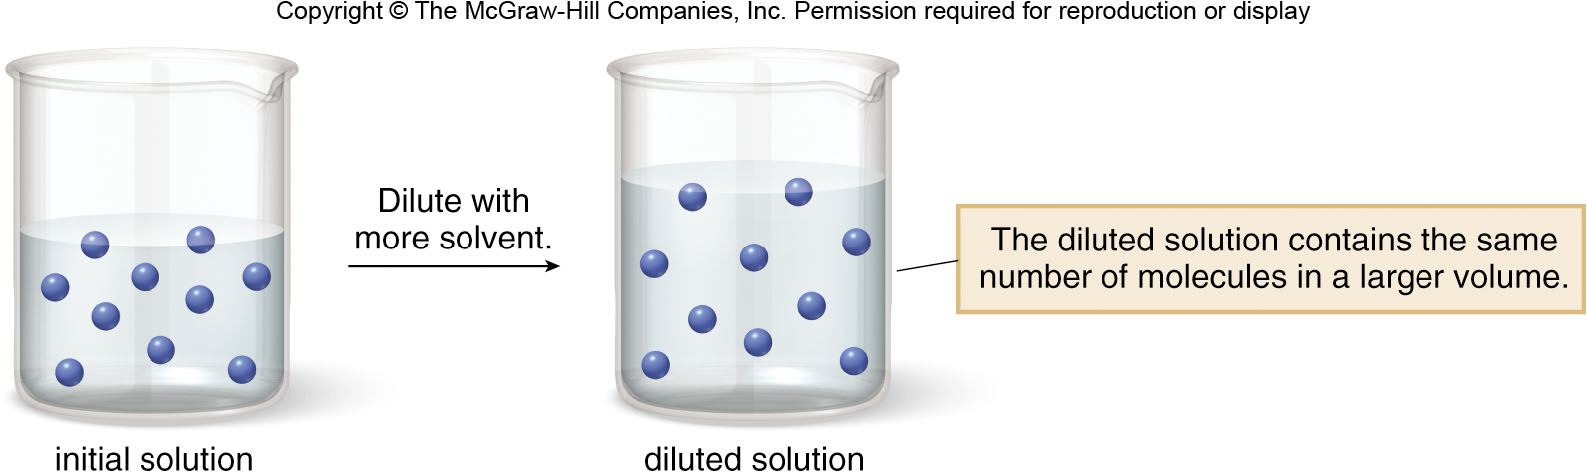 Copyright © The McGraw-Hill Companies, Inc. Permission required for reproduction or display
Dilute with
more solvent.
The diluted solution contains the same
number of molecules in a larger volume.
initial solution
diluted solution